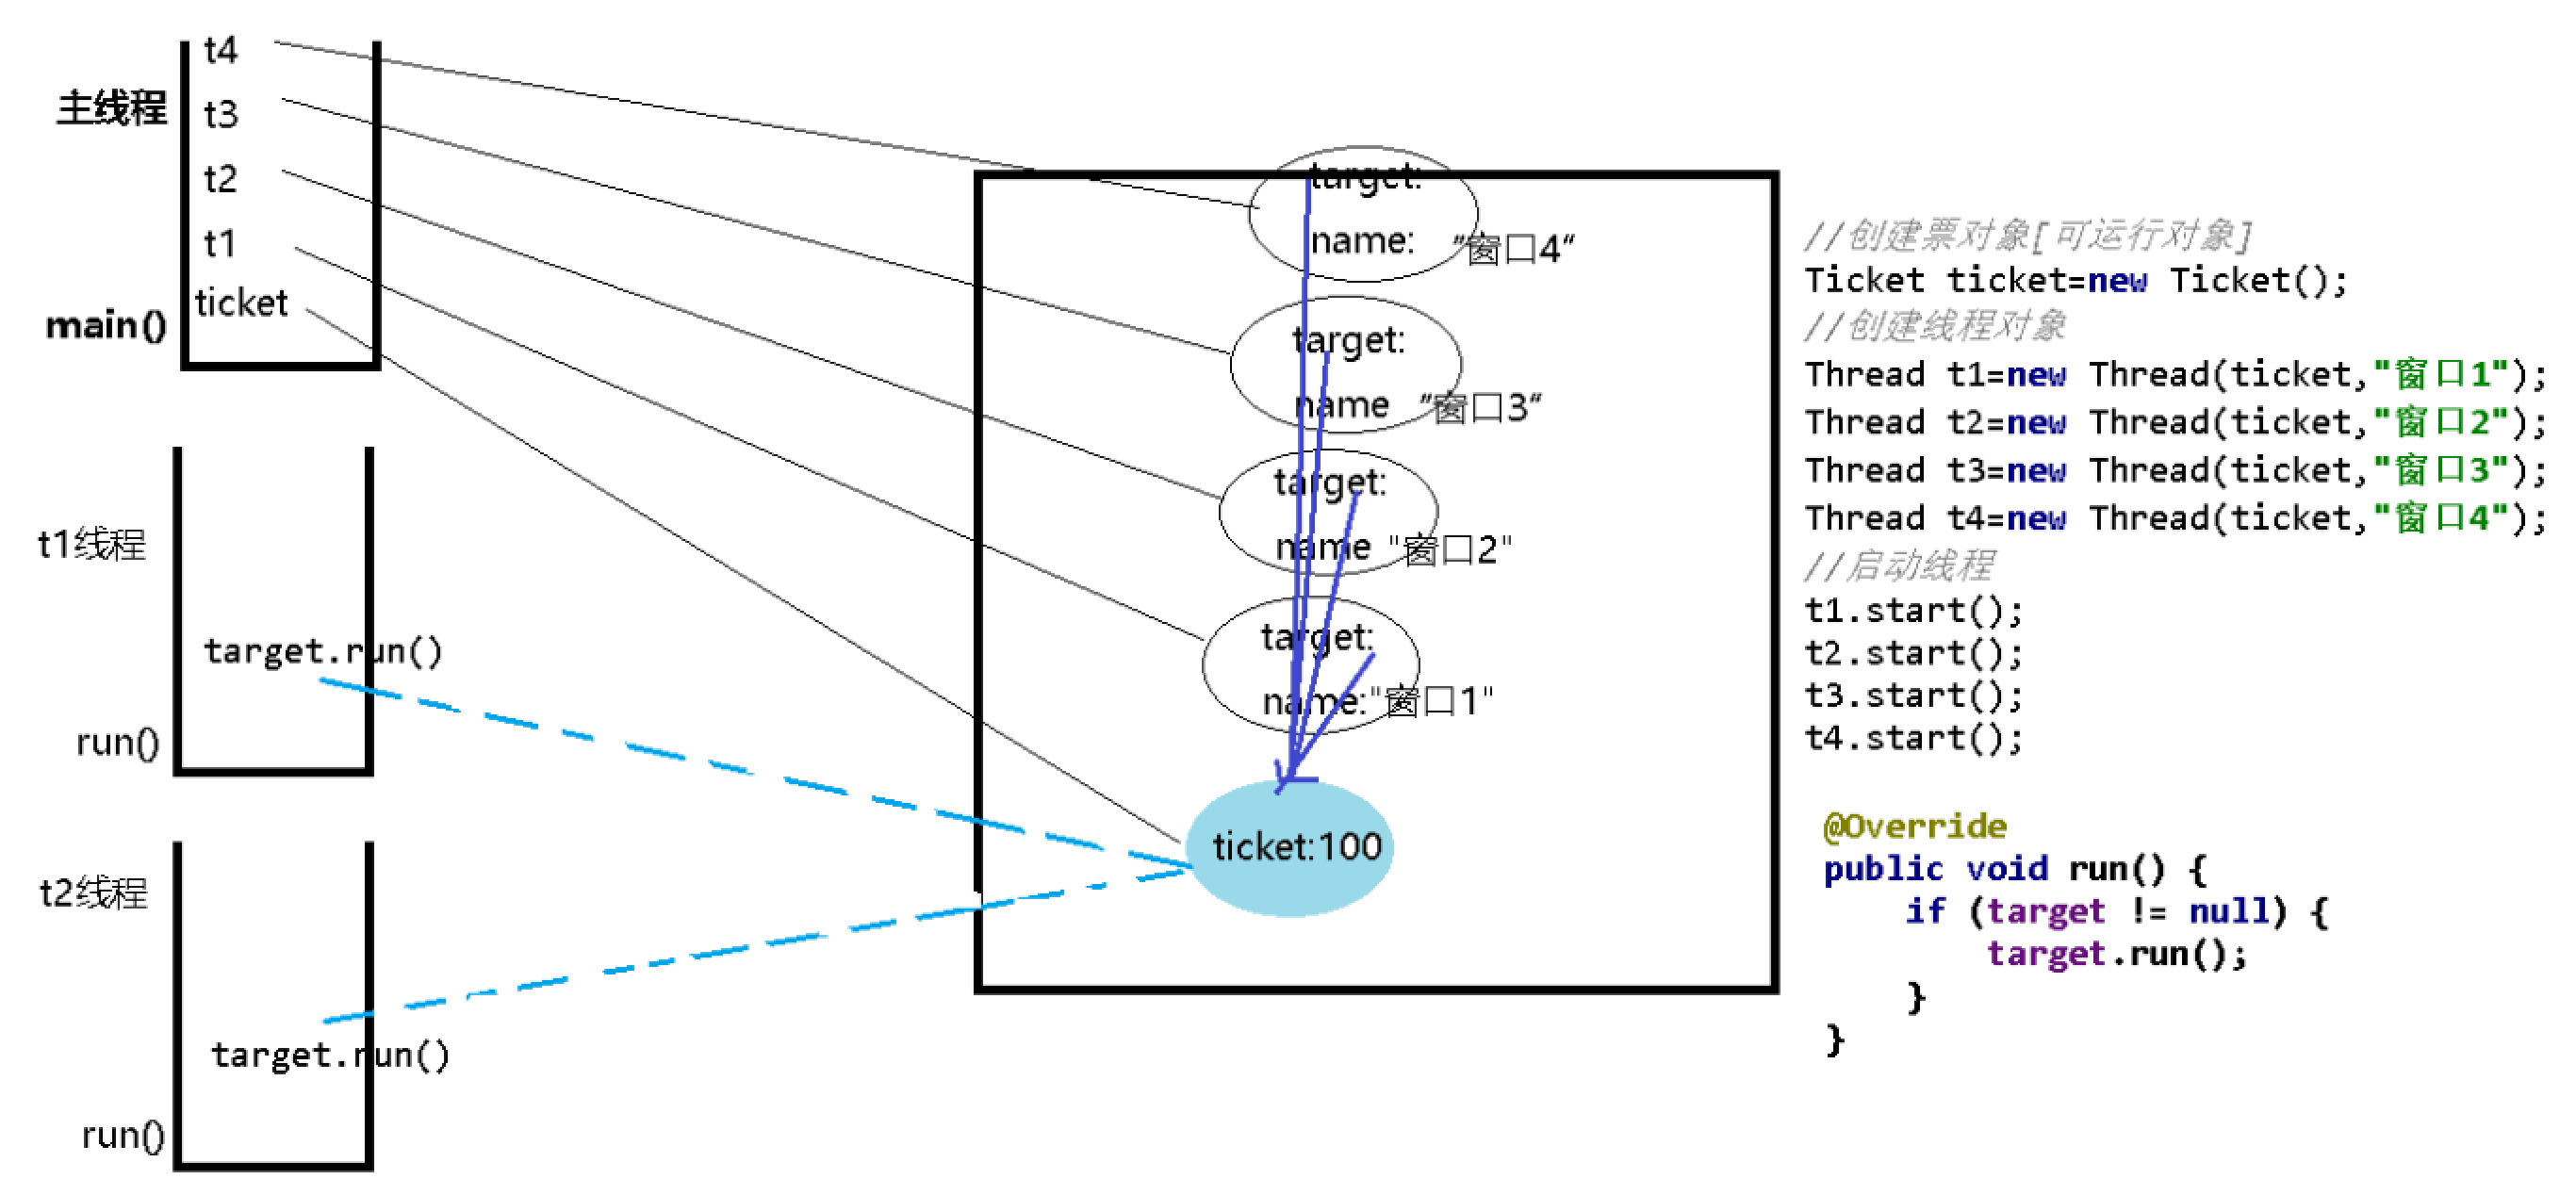 t4
主线程
t3
t2
t1
ticket
main()
t1线程
target.run()
run()
t2线程
target.run()
run()
target:
name:
“窗口4”
target:
name
“窗口3”
target:
name
"窗口2"
target:
name:
"窗口1"
ticket:100
//创建票对象[可运行对象]
Ticket ticket=new Ticket();
//创建线程对象
Thread t1=new Thread(ticket,"窗口1");
Thread t2=new Thread(ticket,"窗口2");
Thread t3=new Thread(ticket,"窗口3");
Thread t4=new Thread(ticket,"窗口4");
//启动线程
t1.start();
t2.start();
t3.start();
t4.start();
@Override
public void run() {
if (target != null) {
target.run();
}
}